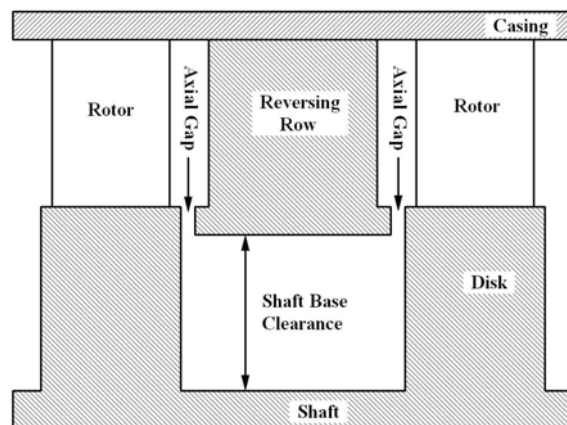 Casing
Rotor
Axial Gap
Reversing
Row
Axial Gap
Rotor
Disk
Shaft Base
Clearance
Shaft